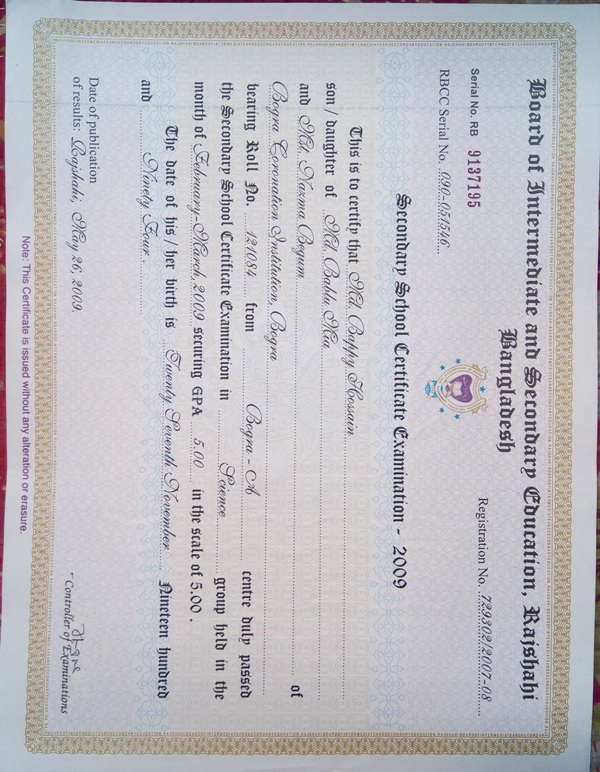 Board of Intermediate and Secondary Education, Rajshahi
Bangladesh
Serial No. RB 9137195
RBCC Serial No. 090-051546
Registration No. 729302/2007-08
Secondary School Certificate Examination - 2009
This is to certify that Md. Bappy Hossain
son / daughter of Md. Bablu Mia
and Mst. Nazma Begum of
Bogra Coronation Institution, Bogra
bearing Roll No. 121084 from Bogra - A centre duly passed
the Secondary School Certificate Examination in Science group held in the
month of February-March, 2009 securing GPA 5.00 in the scale of 5.00 .
The date of his / her birth is Twenty Seventh November Nineteen hundred
and Ninety Four .
Date of publication
of results: Rajshahi, May 26, 2009.
Controller of Examinations
Note: This Certificate is issued without any alteration or erasure.